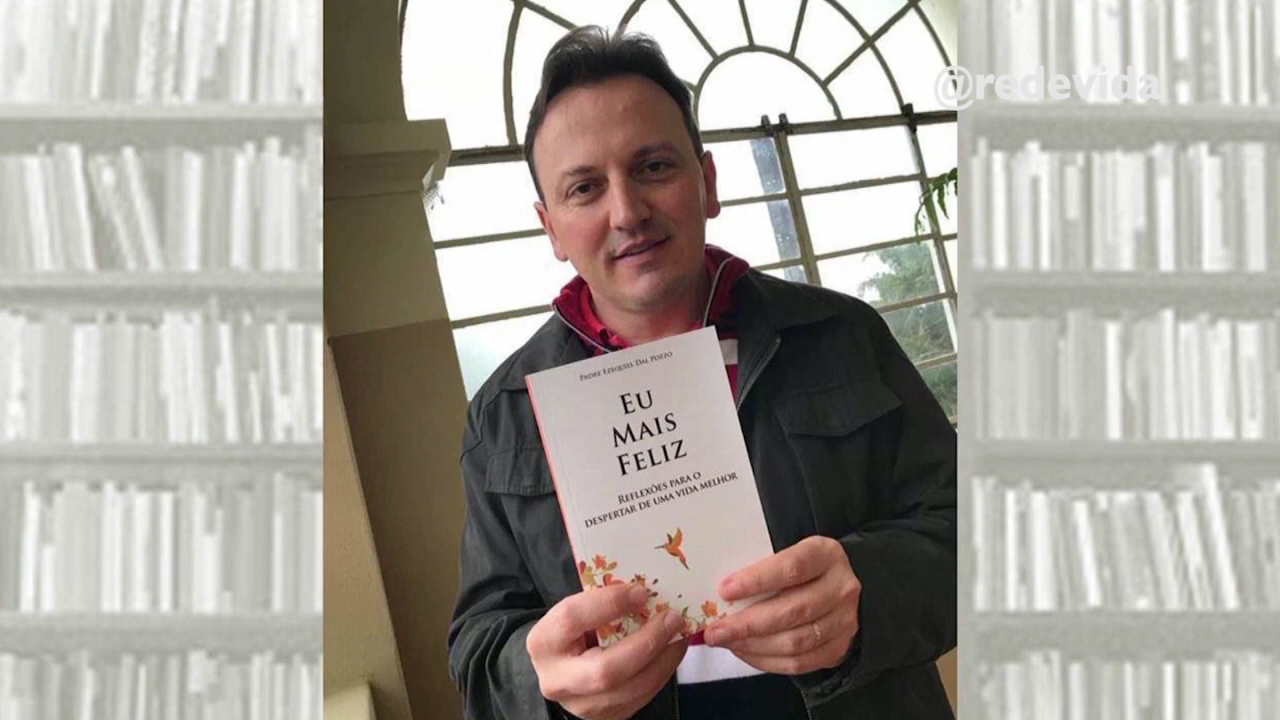 @redevida
PADRE EZEQUIEL DAL POZZO
EU
MAIS
FELIZ
REFLEXÕES PARA O
DESPERTAR DE UMA VIDA MELHOR